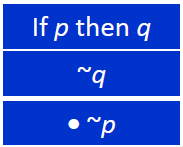 If p then q
~q
• ~p